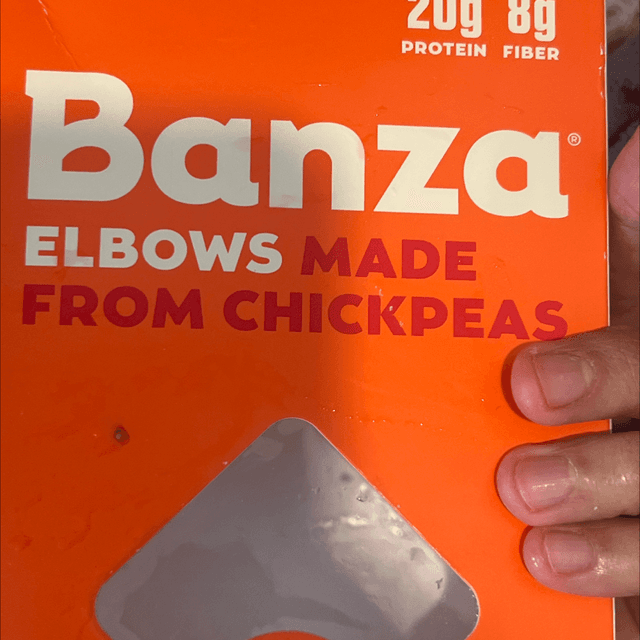 20g 8g
PROTEIN FIBER
Banza®
ELBOWS MADE
FROM CHICKPEAS